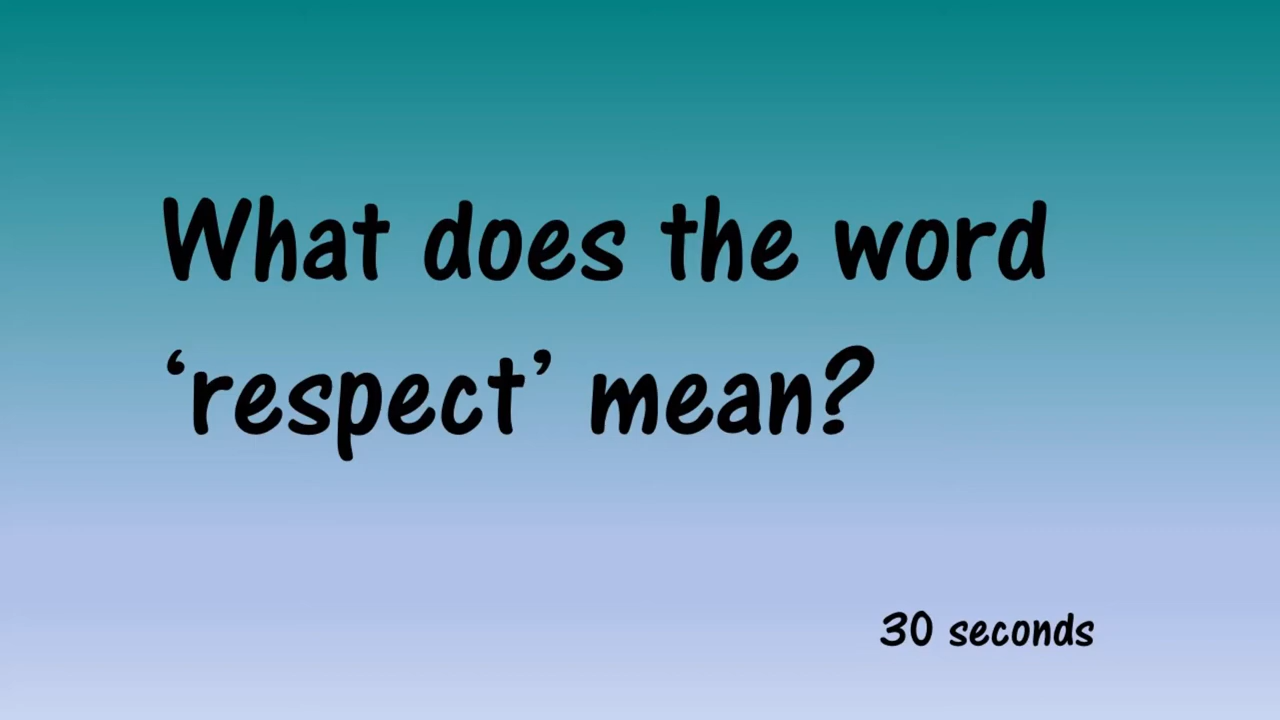 What does the word
‘respect’ mean?
30 seconds